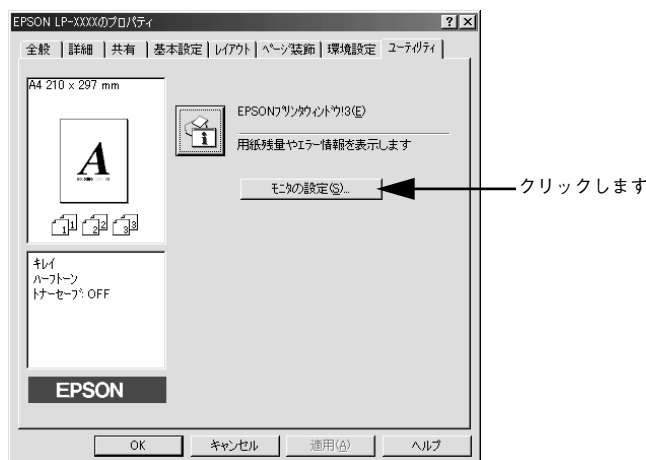 EPSON LP-XXXXのプロパティ
全般 詳細 共有 基本設定 レイアウト ページ装飾 環境設定 ユーティリティ
A4 210 x 297 mm
EPSONプリンタウィンドウ!3(E)
用紙残量やエラー情報を表示します
A
モニタの設定(S)...
クリックします
1 1 2 2 3 3
キレイ
ハーフトーン
トナーセーブ: OFF
EPSON
OK キャンセル 適用(A) ヘルプ